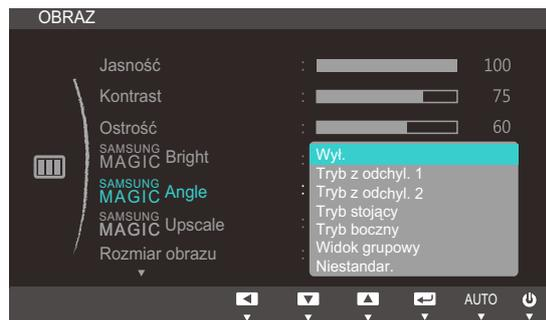 OBRAZ
Jasność : 100
Kontrast : 75
Ostrość : 60
SAMSUNG MAGIC Bright :
SAMSUNG MAGIC Angle :
SAMSUNG MAGIC Upscale :
Rozmiar obrazu :
Wył.
Tryb z odchyl. 1
Tryb z odchyl. 2
Tryb stojący
Tryb boczny
Widok grupowy
Niestandar.
AUTO